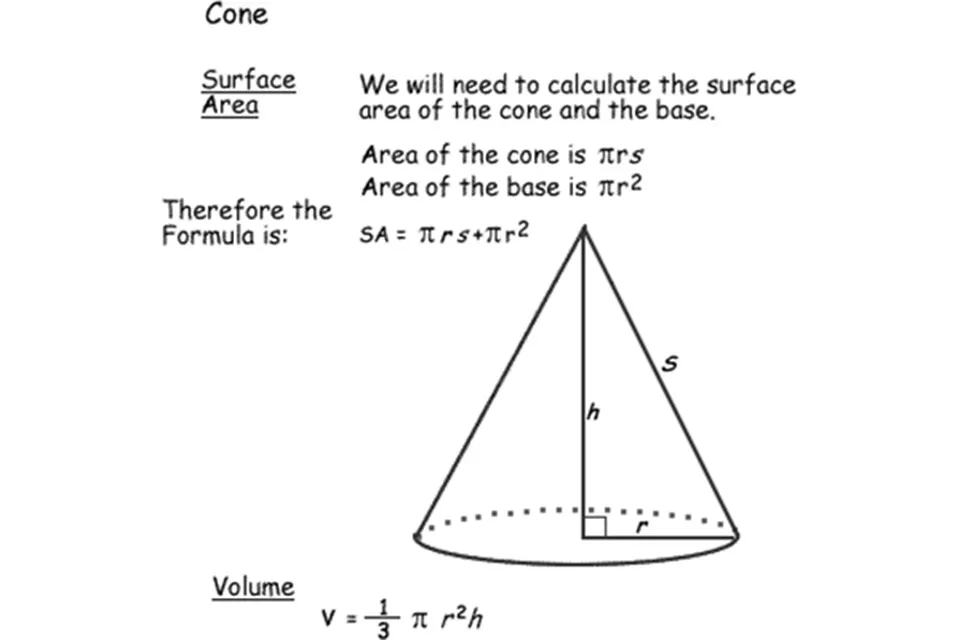 Cone
Surface
Area
We will need to calculate the surface
area of the cone and the base.
Area of the cone is πrs
Area of the base is πr2
Therefore the
Formula is:
SA = πrs+πr2
s
h
r
Volume
V = 1/3 π r2h